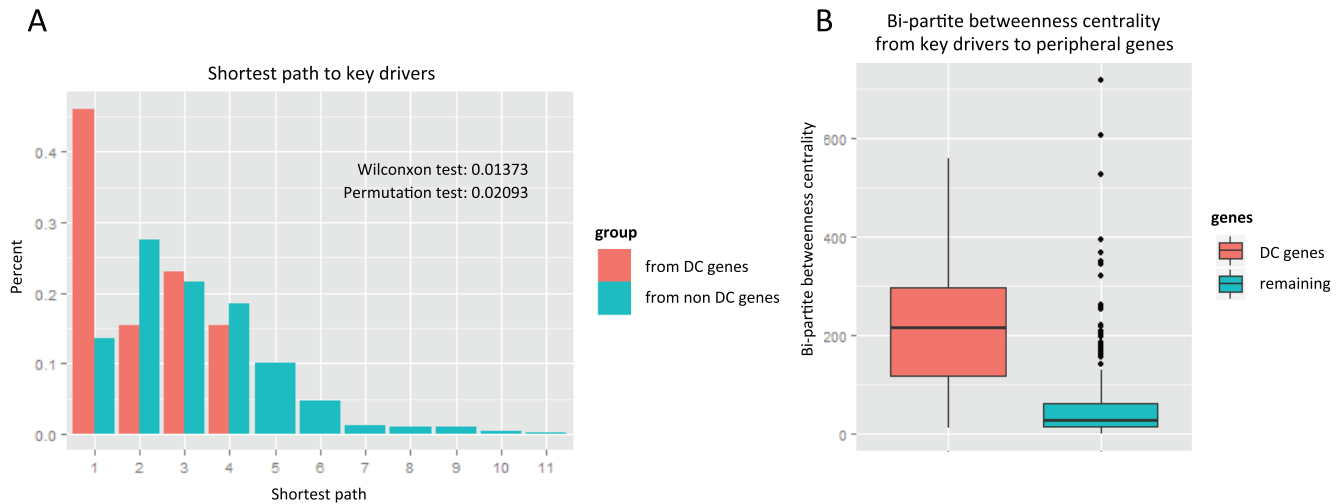 A
Shortest path to key drivers
Wilconxon test: 0.01373
Permutation test: 0.02093
Percent
0.4
0.3
0.2
0.1
0.0
1 2 3 4 5 6 7 8 9 10 11
Shortest path
group
from DC genes
from non DC genes
B
Bi-partite betweenness centrality
from key drivers to peripheral genes
Bi-partite betweenness centrality
600
400
200
0
genes
DC genes
remaining